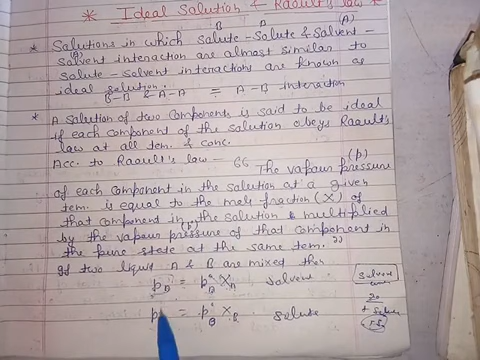 * Ideal Solution & Raoult's law *
B B (A)
* Solutions in which solute-Solute & Solvent-
(A)
Solvent interaction are almost similar to
Solute-Solvent interactions are known as
ideal solution.
B-B & A-A = A-B interaction
* A solution of two components is said to be ideal
if each component of the solution obeys Raoult's
law at all tem. & conc.
Acc. to Raoult's law - 66 The vapour pressure (p)
of each component in the solution at a given
tem. is equal to the mole fraction (X) of
that component in the solution & multiplied
by the vapour pressure of that component in
the pure state at the same tem. "
If two liquid A & B are mixed then
p = p° X solvent
p = p°B XB solute
Solvent
20
+ Solute